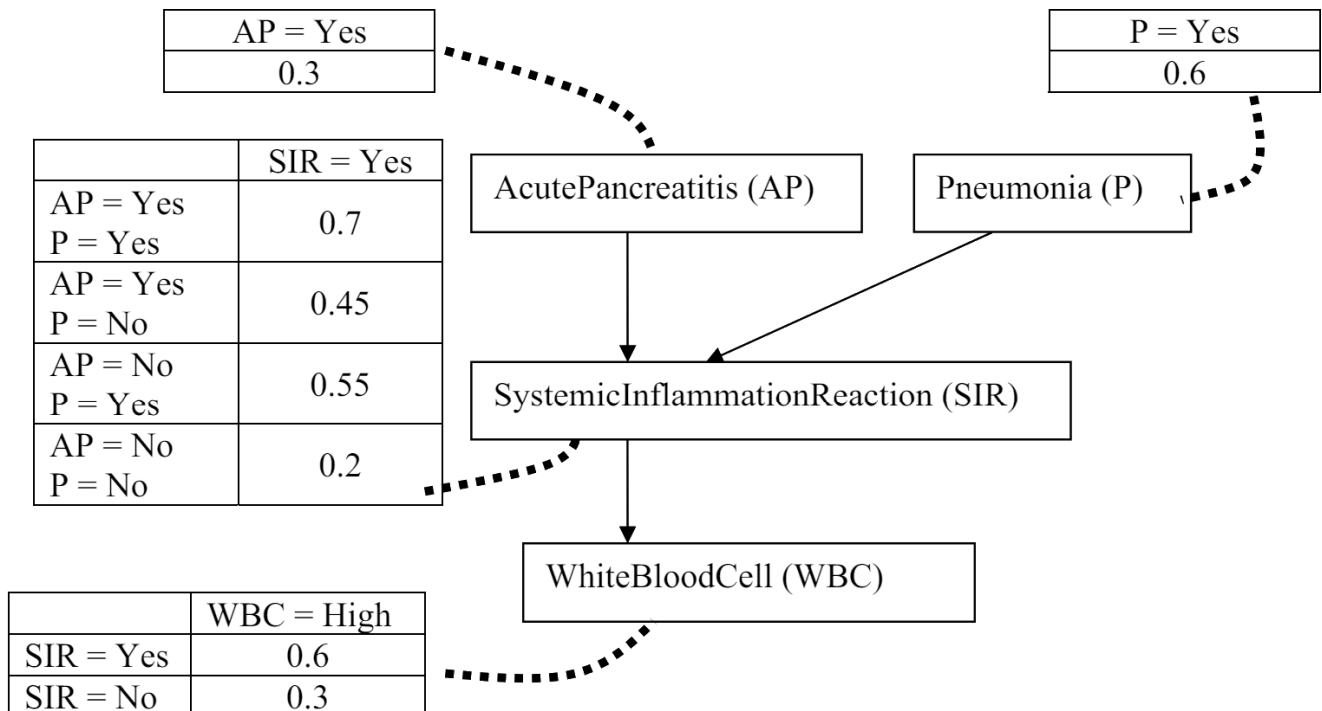 AP = Yes
0.3
P = Yes
0.6
SIR = Yes
AP = Yes
P = Yes
0.7
AP = Yes
P = No
0.45
AP = No
P = Yes
0.55
AP = No
P = No
0.2
AcutePancreatitis (AP)
Pneumonia (P)
SystemicInflammationReaction (SIR)
WhiteBloodCell (WBC)
WBC = High
SIR = Yes 0.6
SIR = No 0.3